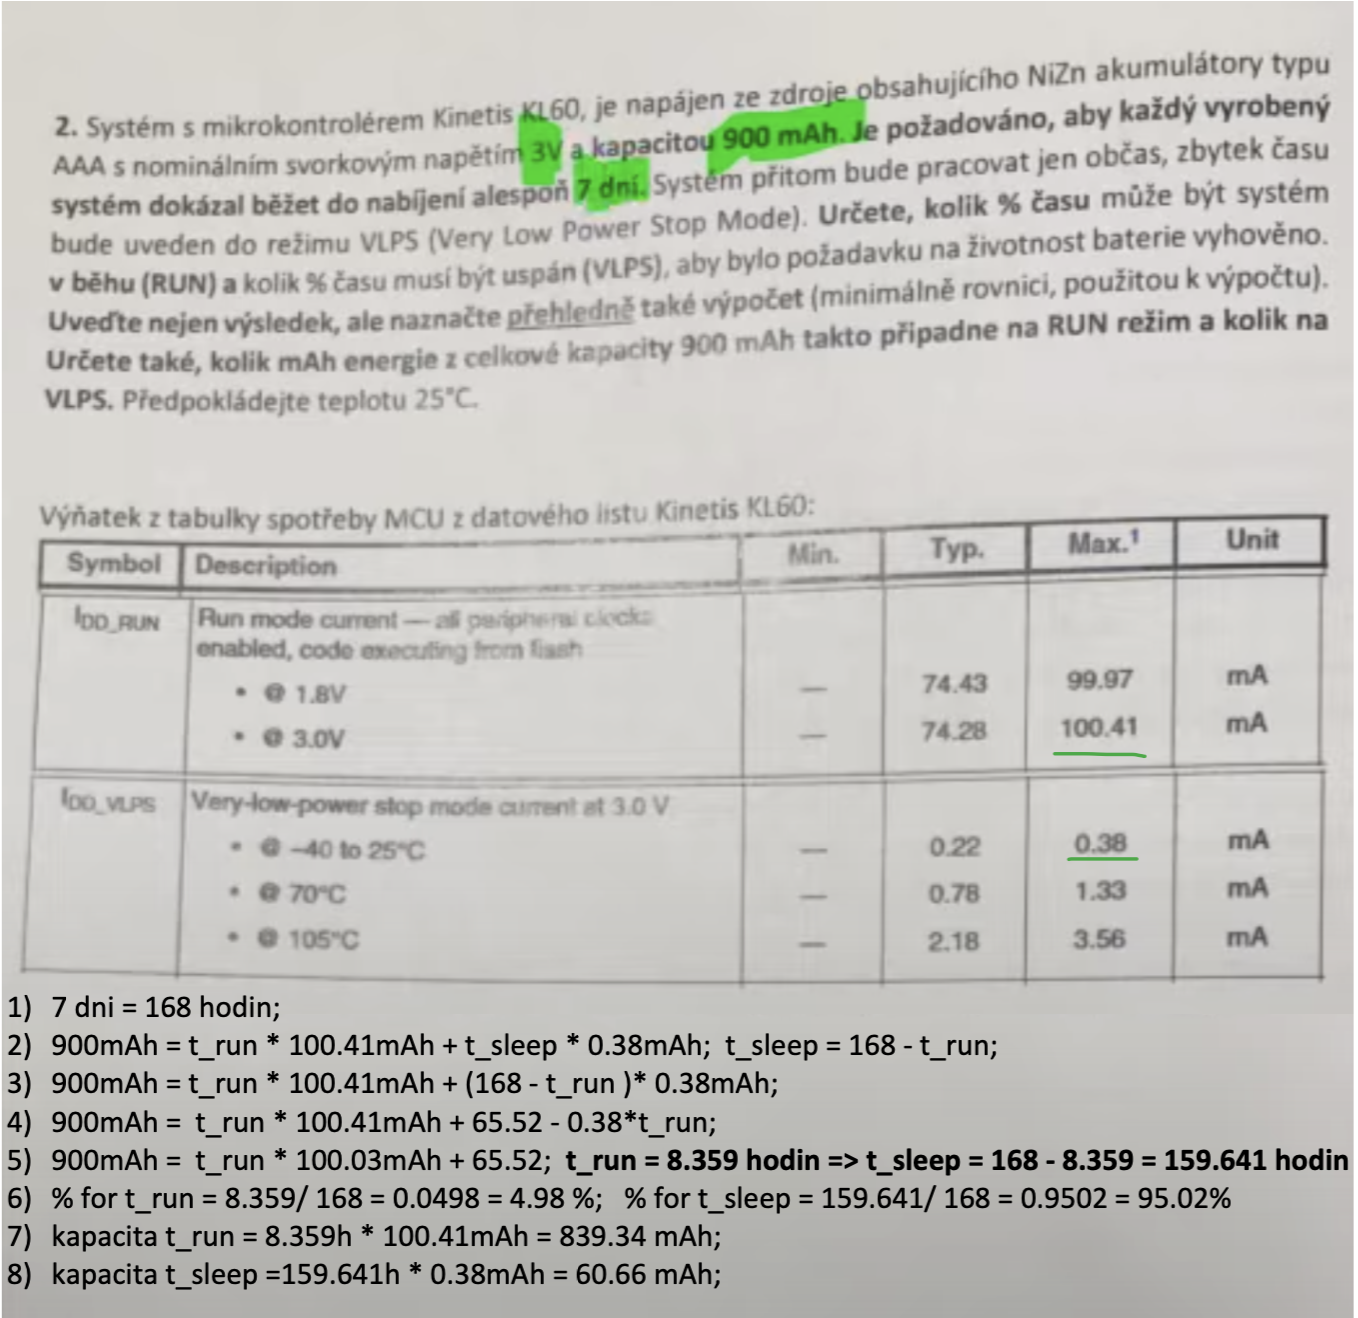 2. Systém s mikrokontrolérem Kinetis KL60, je napájen ze zdroje obsahujícího NiZn akumulátory typu
AAA s nominálním svorkovým napětím 3V a kapacitou 900 mAh. Je požadováno, aby každý vyrobený
systém dokázal běžet do nabíjení alespoň 7 dní. Systém přitom bude pracovat jen občas, zbytek času
bude uveden do režimu VLPS (Very Low Power Stop Mode). Určete, kolik % času může být systém
v běhu (RUN) a kolik % času musí být uspán (VLPS), aby bylo požadavku na životnost baterie vyhověno.
Uveďte nejen výsledek, ale naznačte přehledně také výpočet (minimálně rovnici, použitou k výpočtu).
Určete také, kolik mAh energie z celkové kapacity 900 mAh takto připadne na RUN režim a kolik na
VLPS. Předpokládejte teplotu 25°C.
Výňatek z tabulky spotřeby MCU z datového listu Kinetis KL60:
Symbol Description Min. Typ. Max.¹ Unit
IDD_RUN Run mode current — all peripheral clocks
enabled, code executing from flash
• @ 1.8V — 74.43 99.97 mA
• @ 3.0V — 74.28 100.41 mA
IDD_VLPS Very-low-power stop mode current at 3.0 V
• @ –40 to 25°C — 0.22 0.38 mA
• @ 70°C — 0.78 1.33 mA
• @ 105°C — 2.18 3.56 mA
1) 7 dni = 168 hodin;
2) 900mAh = t_run * 100.41mAh + t_sleep * 0.38mAh; t_sleep = 168 - t_run;
3) 900mAh = t_run * 100.41mAh + (168 - t_run )* 0.38mAh;
4) 900mAh = t_run * 100.41mAh + 65.52 - 0.38*t_run;
5) 900mAh = t_run * 100.03mAh + 65.52; t_run = 8.359 hodin => t_sleep = 168 - 8.359 = 159.641 hodin
6) % for t_run = 8.359/ 168 = 0.0498 = 4.98 %; % for t_sleep = 159.641/ 168 = 0.9502 = 95.02%
7) kapacita t_run = 8.359h * 100.41mAh = 839.34 mAh;
8) kapacita t_sleep =159.641h * 0.38mAh = 60.66 mAh;